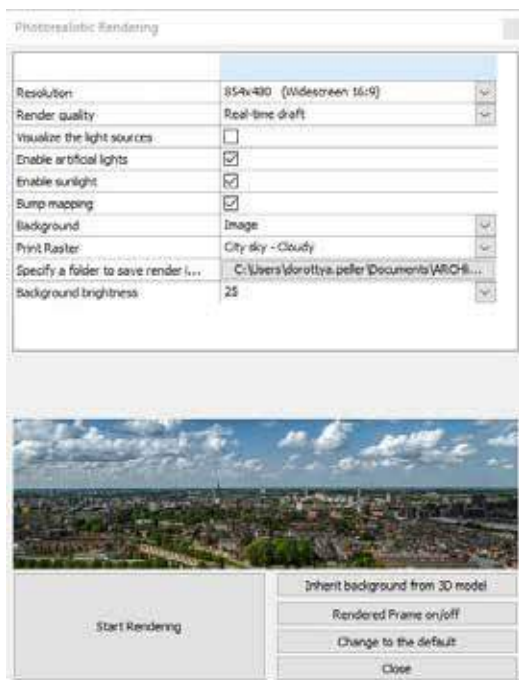 Photorealistic Rendering
Resolution 854x480 (Widescreen 16:9)
Render quality Real-time draft
Visualize the light sources
Enable artificial lights
Enable sunlight
Bump mapping
Background Image
Print Raster City sky - Cloudy
Specify a folder to save render i... C:\Users\dorottya.peller\Documents\ARCHli...
Background brightness 25
Inherit background from 3D model
Start Rendering
Rendered Frame on/off
Change to the default
Close